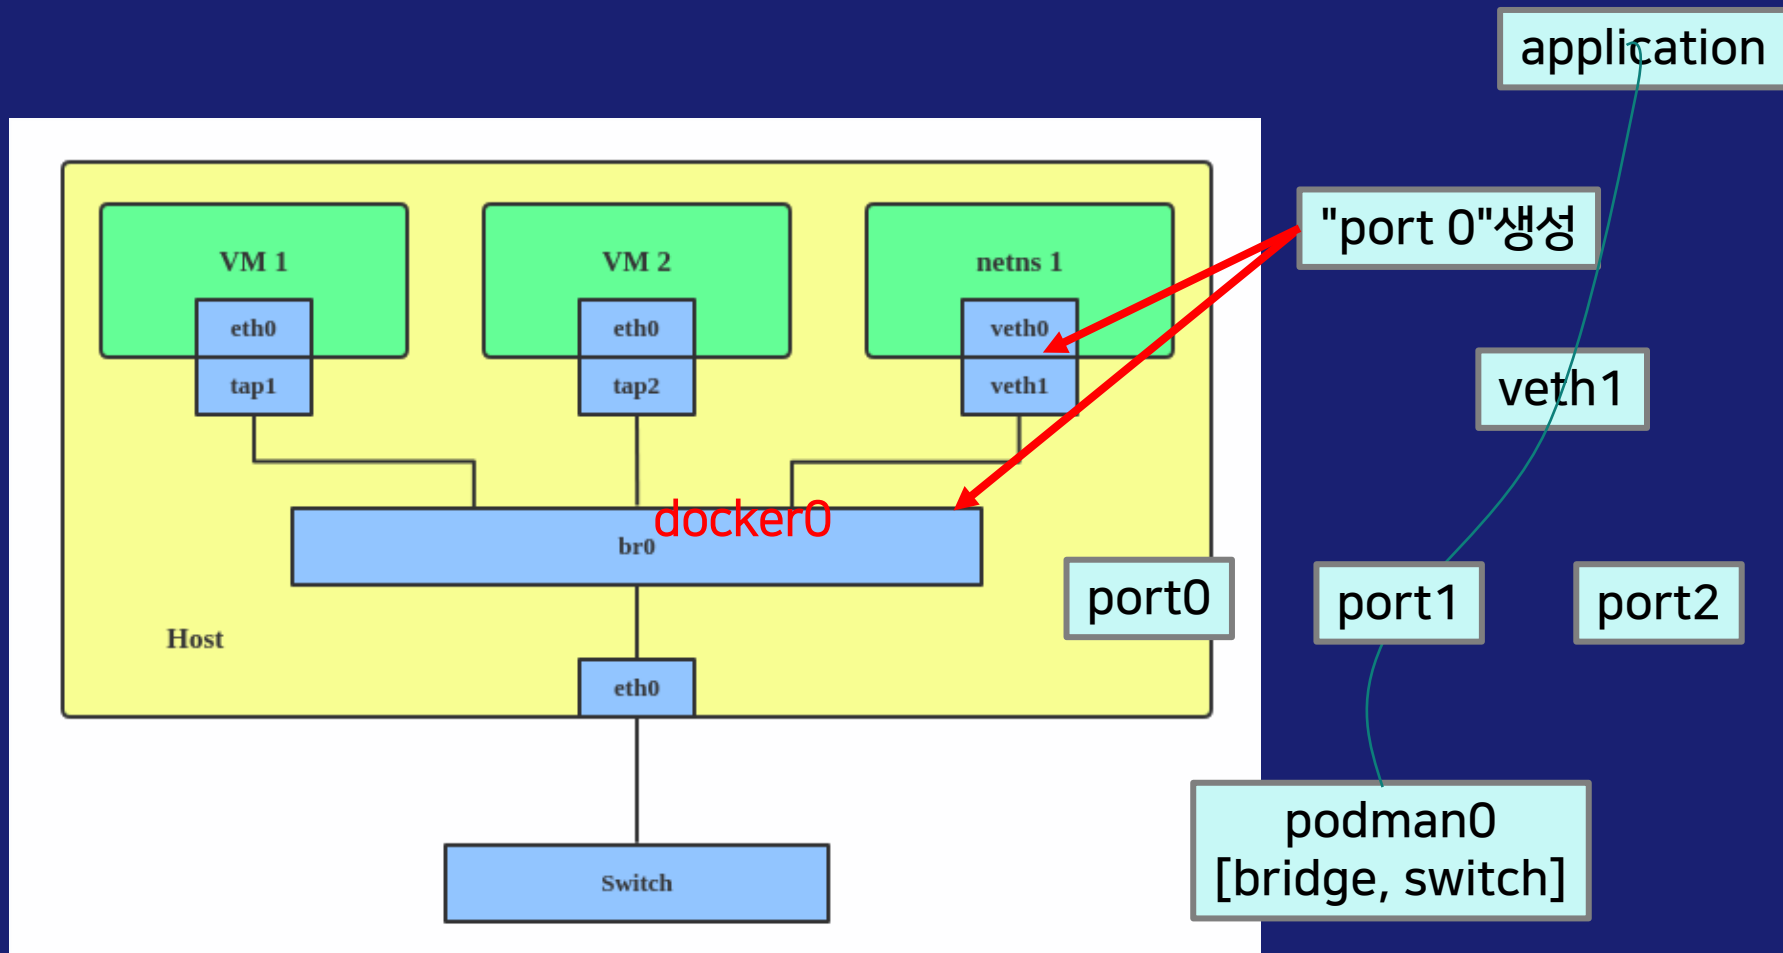 application
"port 0"생성
VM 1
VM 2
netns 1
eth0
eth0
veth0
tap1
tap2
veth1
veth1
docker0
br0
port0
port1
port2
Host
eth0
podman0
[bridge, switch]
Switch